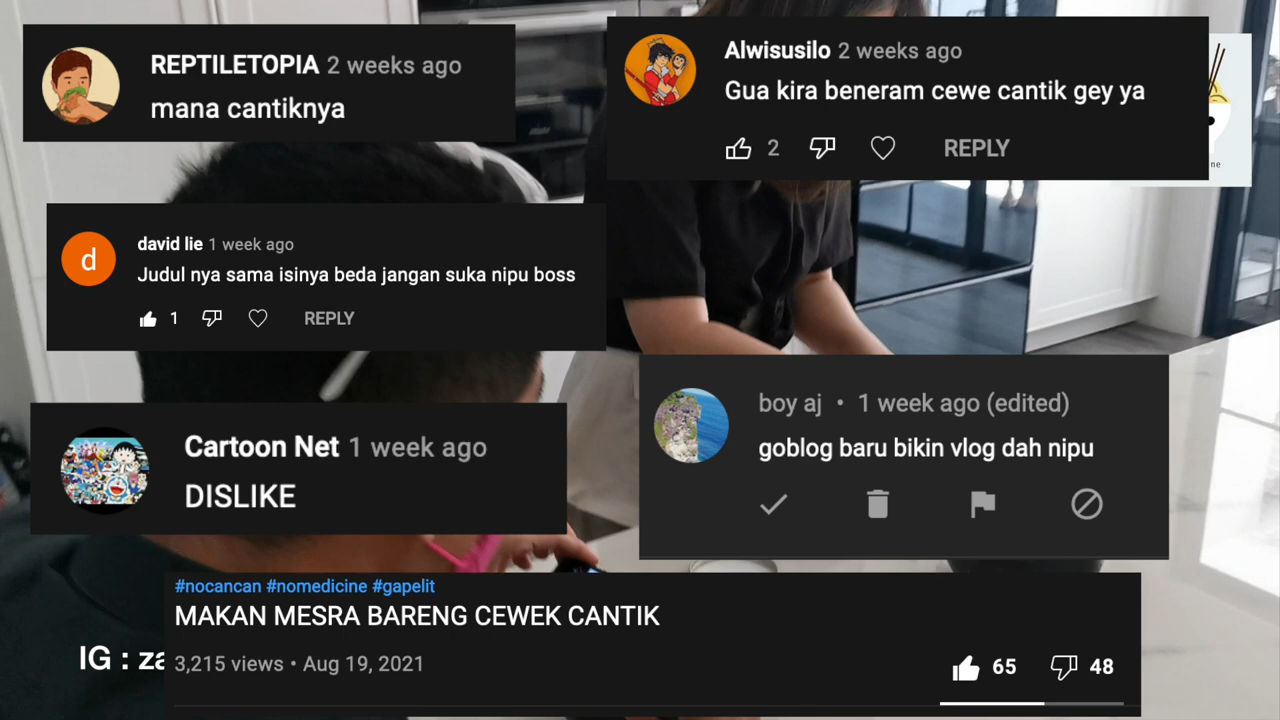 REPTILETOPIA 2 weeks ago
mana cantiknya
Alwisusilo 2 weeks ago
Gua kira beneram cewe cantik gey ya
2 REPLY
ne
d
david lie 1 week ago
Judul nya sama isinya beda jangan suka nipu boss
1 REPLY
Cartoon Net 1 week ago
DISLIKE
boy aj • 1 week ago (edited)
goblog baru bikin vlog dah nipu
#nocancan #nomedicine #gapelit
MAKAN MESRA BARENG CEWEK CANTIK
IG : za
3,215 views • Aug 19, 2021
65 48